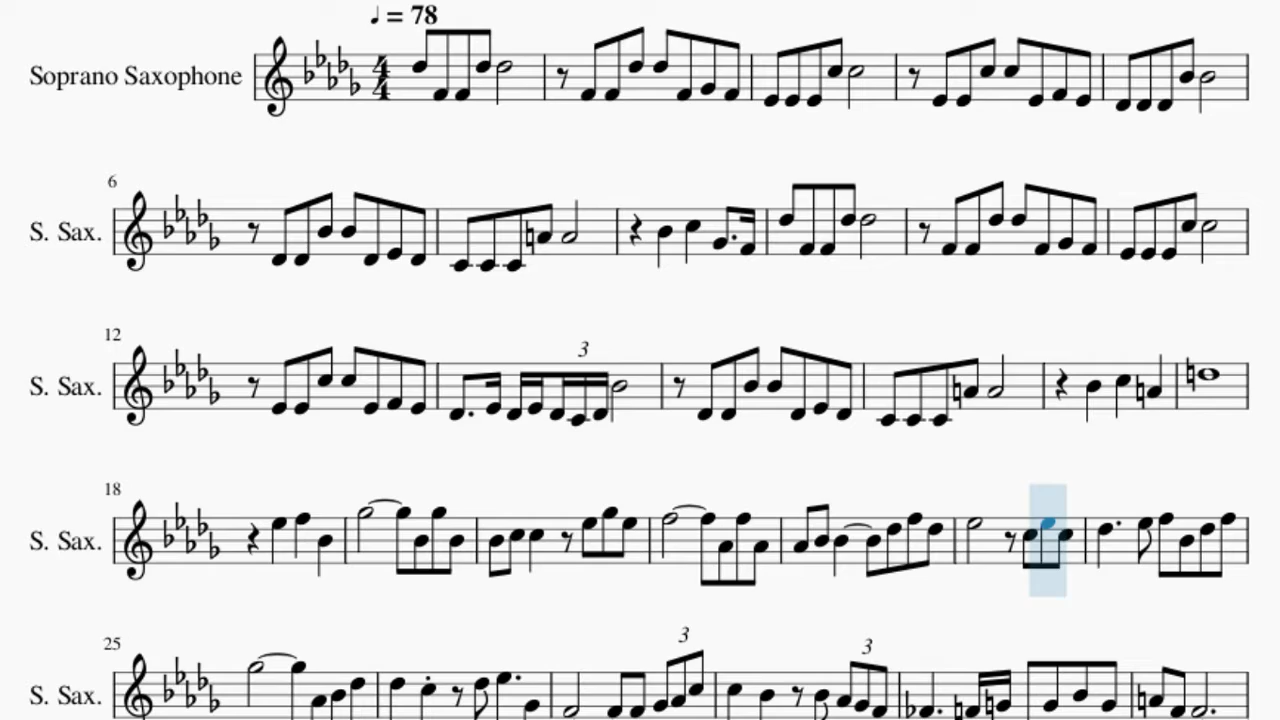 ♩ = 78
Soprano Saxophone
4
4
6
S. Sax.
12
3
S. Sax.
18
S. Sax.
25
3
3
S. Sax.